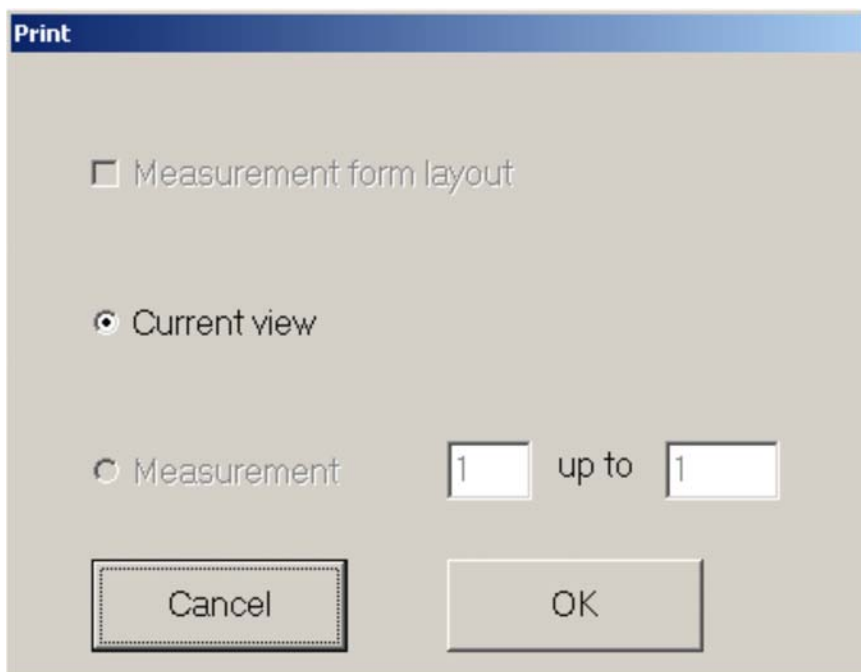 Print
Measurement form layout
Current view
Measurement 1 up to 1
Cancel OK